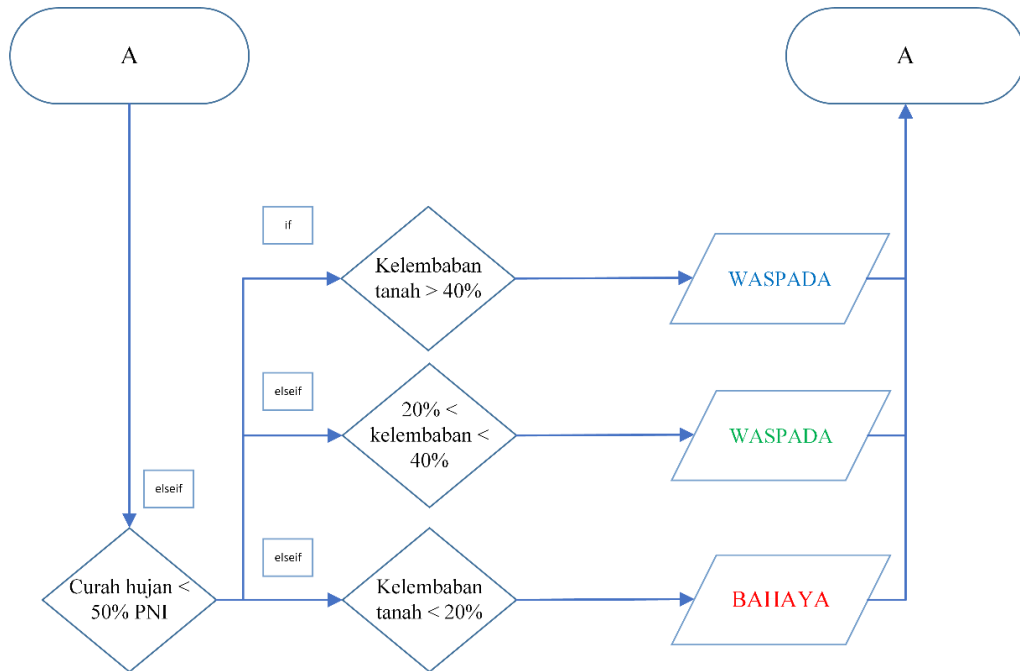 A
A
if
Kelembaban
tanah > 40%
WASPADA
elseif
20% <
kelembaban <
40%
WASPADA
elseif
Curah hujan <
50% PNI
elseif
Kelembaban
tanah < 20%
BAHAYA